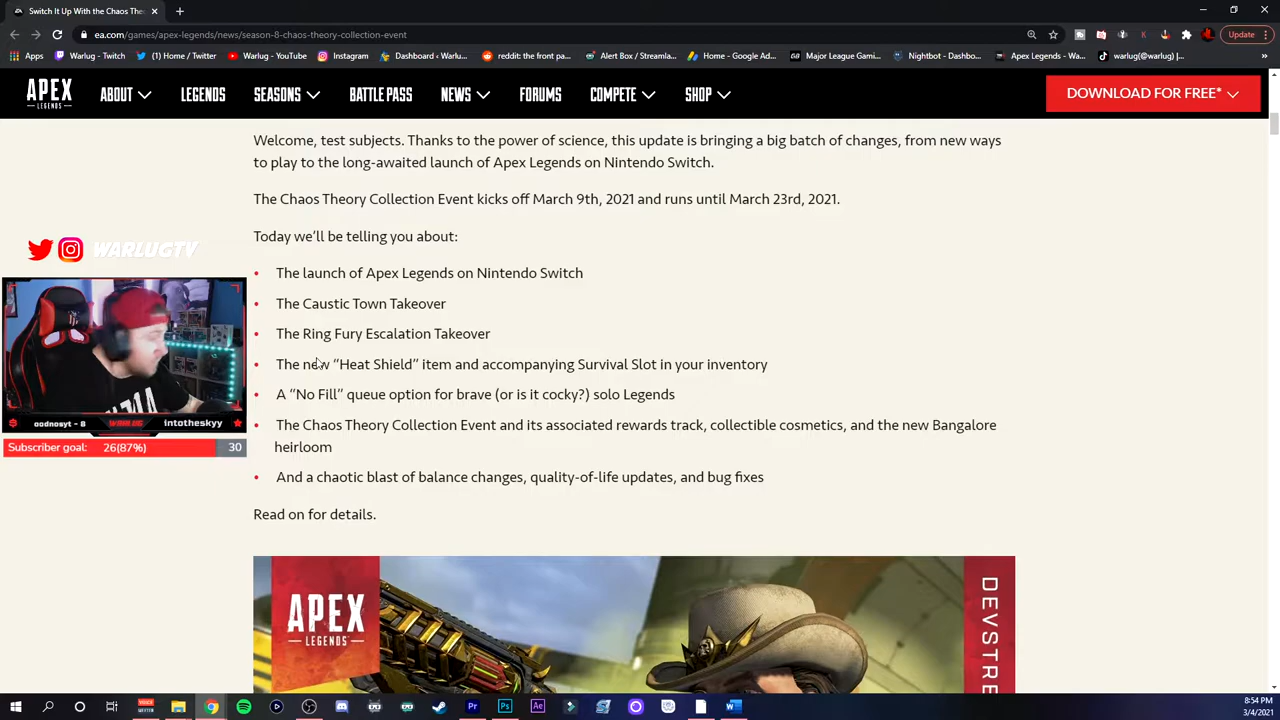 Switch It Up with the
ea.com/games/apex-legends/news/season-8-chaos-theory-collection-event
Update
Apps
Warlug - Twitch
(1) Home / Twitter
YouTube
Instagram
Dashboard - Warlu...
reddit: the front pa...
Alert Box / Streamla...
Home - Google Ad...
Major League Gami...
Nightbot - Dashbo...
Apex Legends - Wa...
warlug(@warlug)...
APEX
LEGENDS
ABOUT
LEGENDS
SEASONS
BATTLE PASS
NEWS
FORUMS
COMPETE
SHOP
DOWNLOAD FOR FREE*
Welcome, test subjects. Thanks to the power of science, this update is bringing a big batch of changes, from new ways
to play to the long-awaited launch of Apex Legends on Nintendo Switch.
The Chaos Theory Collection Event kicks off March 9th, 2021 and runs until March 23rd, 2021.
Today we'll be telling you about:
• The launch of Apex Legends on Nintendo Switch
• The Caustic Town Takeover
• The Ring Fury Escalation Takeover
• The new “Heat Shield” item and accompanying Survival Slot in your inventory
• A “No Fill” queue option for brave (or is it cocky?) solo Legends
• The Chaos Theory Collection Event and its associated rewards track, collectible cosmetics, and the new Bangalore
heirloom
• And a chaotic blast of balance changes, quality-of-life updates, and bug fixes
Read on for details.
WARLUGTV
oodnosyt - 8
WARLUG
intotheskyy
Subscriber goal: 26(87%) 30
APEX
LEGENDS
DEVSTRE
8:54 PM
3/4/2021